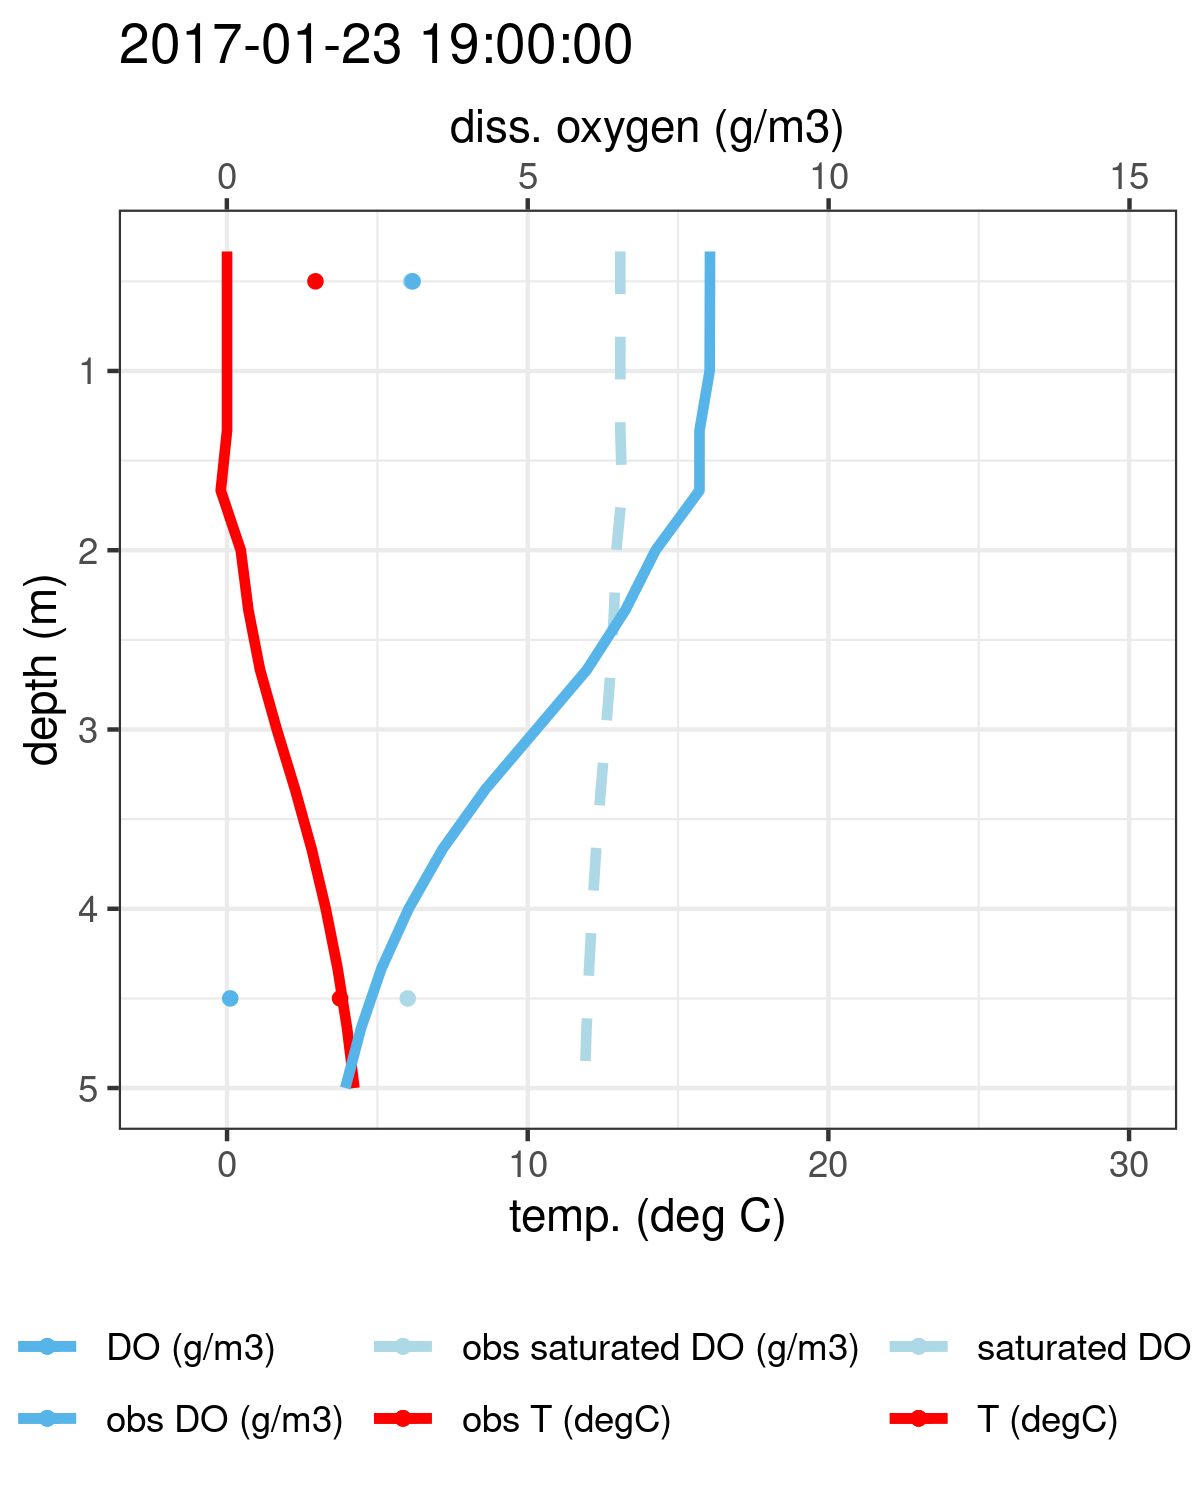 2017-01-23 19:00:00
diss. oxygen (g/m3)
0 5 10 15
1
2
3
4
5
depth (m)
0 10 20 30
temp. (deg C)
DO (g/m3) obs saturated DO (g/m3) saturated DO
obs DO (g/m3) obs T (degC) T (degC)